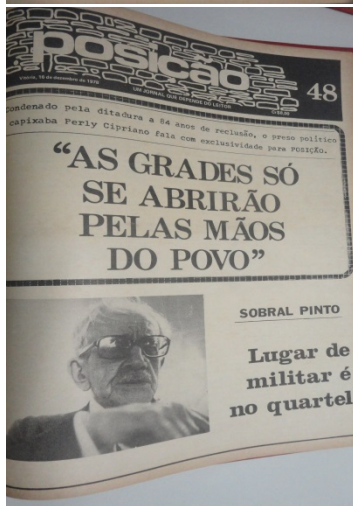 posição
Vitória, 16 de dezembro de 1978
UM JORNAL QUE DEFENDE OO LEITOR
48
Condenado pela ditadura a 84 anos de reclusão, o preso político
capixaba Perly Cipriano fala com exclusividade para POSIÇÃO.
“AS GRADES SÓ
SE ABRIRÃO
PELAS MÃOS
DO POVO”
SOBRAL PINTO
Lugar de
militar é
no quartel